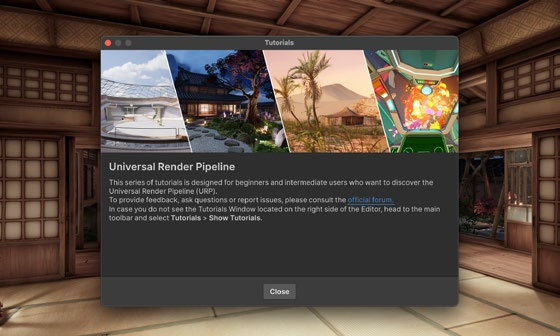 Tutorials
Universal Render Pipeline
This series of tutorials is designed for beginners and intermediate users who want to discover the
Universal Render Pipeline (URP).
To provide feedback, ask questions or report issues, please consult the official forum.
In case you do not see the Tutorials Window located on the right side of the Editor, head to the main
toolbar and select Tutorials > Show Tutorials.
Close